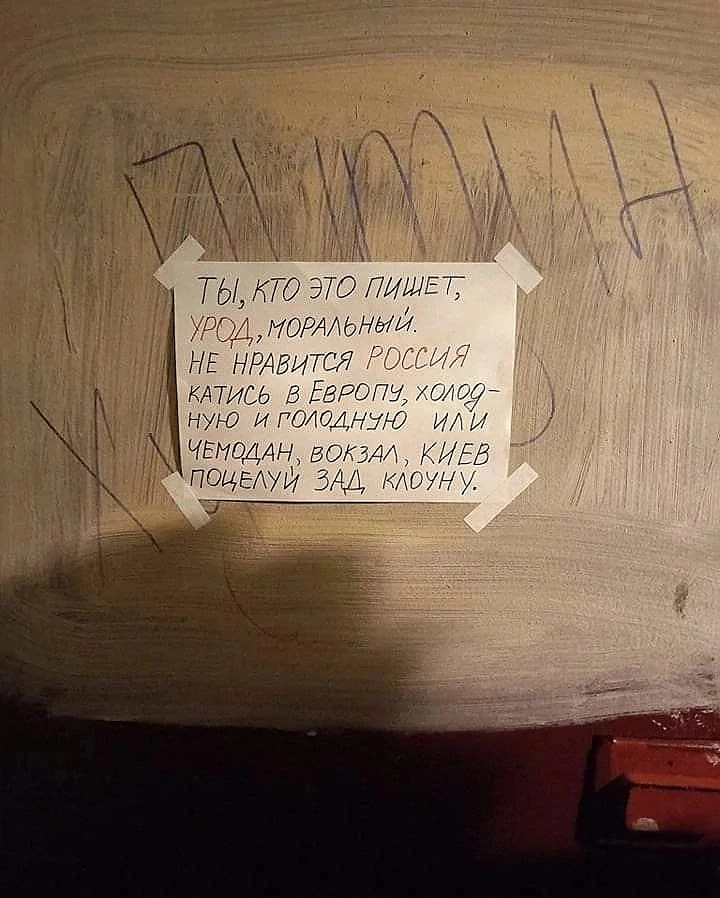 ПУТИН
ТЫ, КТО ЭТО ПИШЕТ,
УРОД, МОРАЛЬНЫЙ.
НЕ НРАВИТСЯ РОССИЯ
КАТИСЬ В ЕВРОПУ, ХОЛОД-
НУЮ И ГОЛОДНУЮ ИЛИ
ЧЕМОДАН, ВОКЗАЛ, КИЕВ
ПОЦЕЛУЙ ЗАД КЛОУНУ.